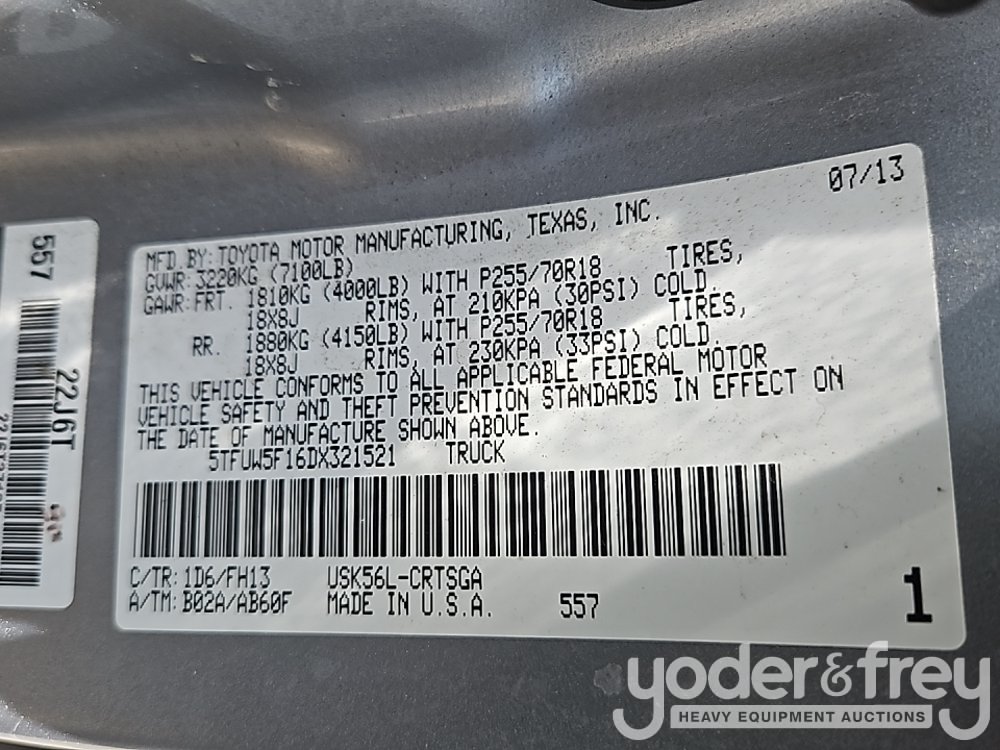 07/13
MFD. BY: TOYOTA MOTOR MANUFACTURING, TEXAS, INC.
GVWR: 3220KG (7100LB)
GAWR: FRT. 1810KG (4000LB) WITH P255/70R18 TIRES,
18X8J RIMS, AT 210KPA (30PSI) COLD.
RR. 1880KG (4150LB) WITH P255/70R18 TIRES,
18X8J RIMS, AT 230KPA (33PSI) COLD.
THIS VEHICLE CONFORMS TO ALL APPLICABLE FEDERAL MOTOR
VEHICLE SAFETY AND THEFT PREVENTION STANDARDS IN EFFECT ON
THE DATE OF MANUFACTURE SHOWN ABOVE.
5TFUW5F16DX321521 TRUCK
C/TR: 1D6/FH13 USK56L-CRTSGA
A/TM: B02A/AB60F MADE IN U.S.A. 557
1
557
22J6T
yoder&frey
HEAVY EQUIPMENT AUCTIONS